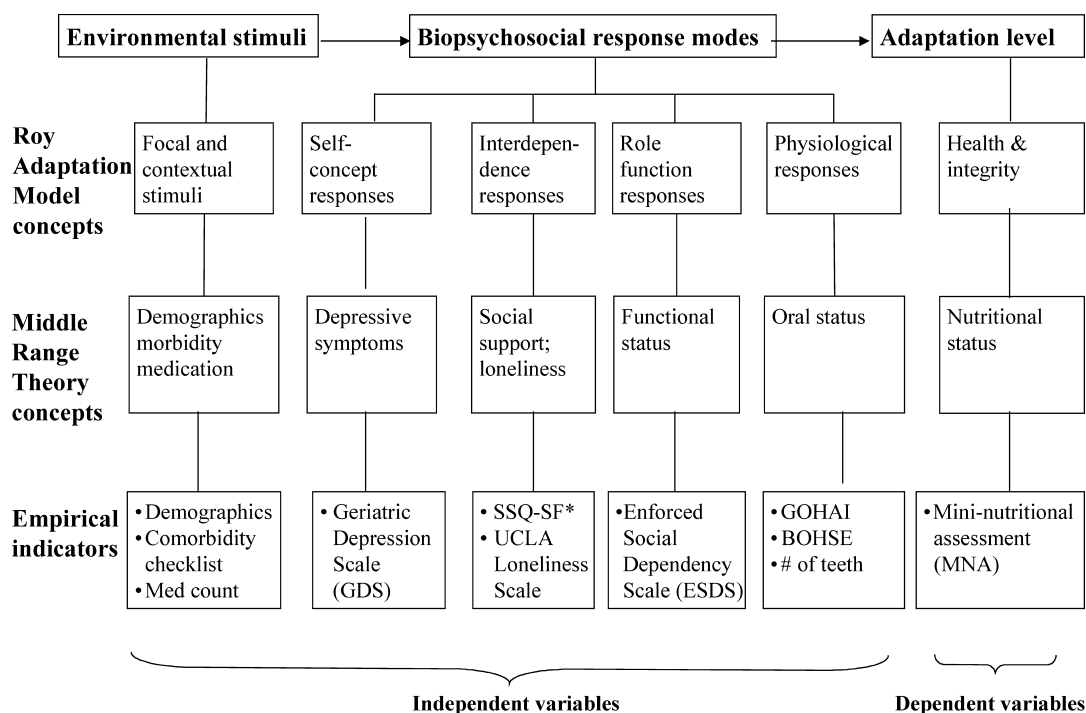 Environmental stimuli
Biopsychosocial response modes
Adaptation level
Roy
Adaptation
Model
concepts
Focal and
contextual
stimuli
Self-
concept
responses
Interdepen-
dence
responses
Role
function
responses
Physiological
responses
Health &
integrity
Middle
Range
Theory
concepts
Demographics
morbidity
medication
Depressive
symptoms
Social
support;
loneliness
Functional
status
Oral status
Nutritional
status
Empirical
indicators
• Demographics
• Comorbidity
checklist
• Med count
• Geriatric
Depression
Scale
(GDS)
• SSQ-SF*
• UCLA
Loneliness
Scale
• Enforced
Social
Dependency
Scale (ESDS)
• GOHAI
• BOHSE
• # of teeth
• Mini-nutritional
assessment
(MNA)
Independent variables
Dependent variables